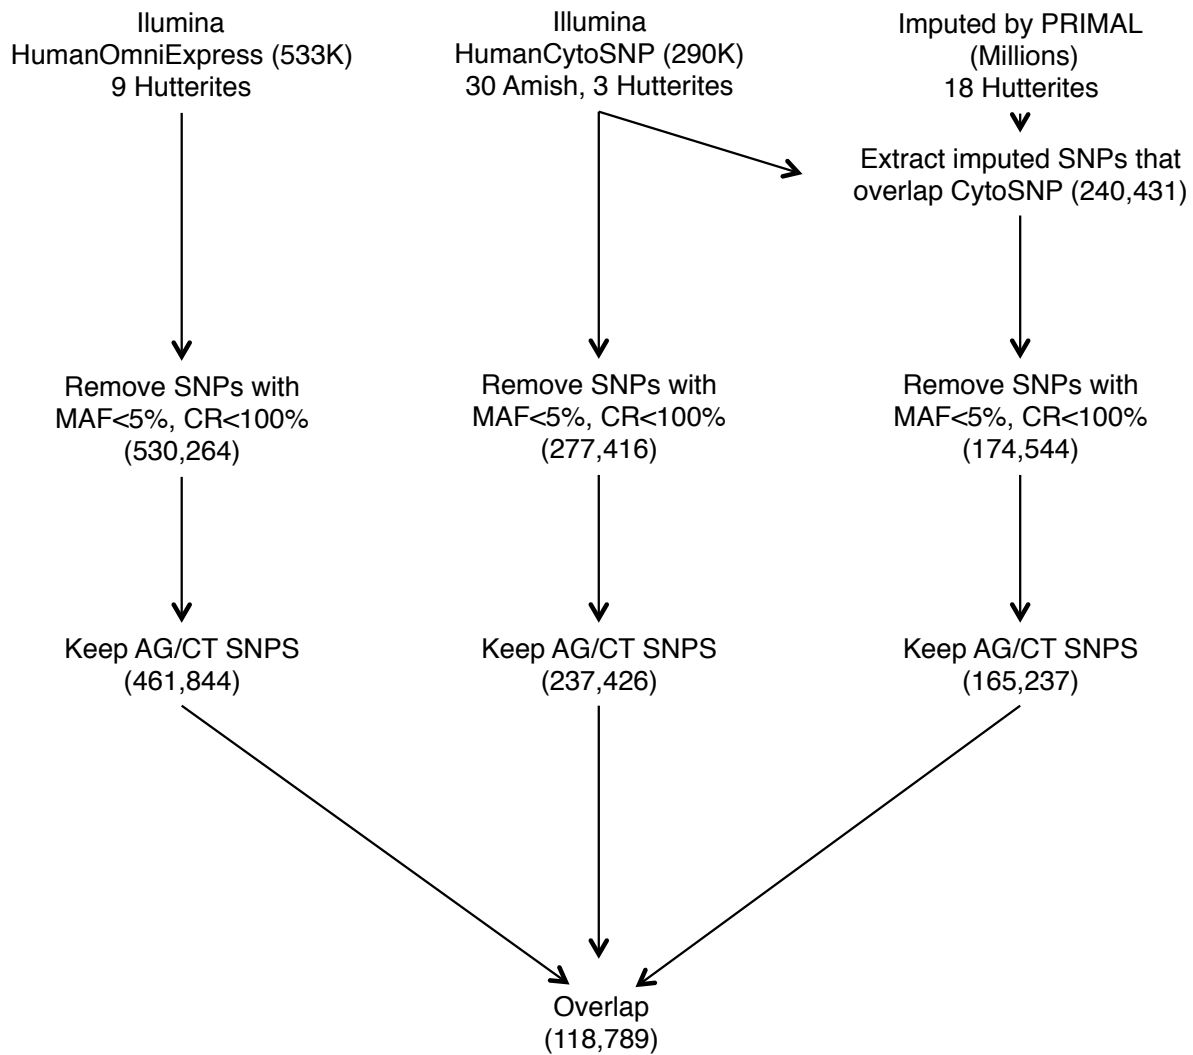 Ilumina
HumanOmniExpress (533K)
9 Hutterites
Illumina
HumanCytoSNP (290K)
30 Amish, 3 Hutterites
Imputed by PRIMAL
(Millions)
18 Hutterites
Extract imputed SNPs that
overlap CytoSNP (240,431)
Remove SNPs with
MAF<5%, CR<100%
(530,264)
Remove SNPs with
MAF<5%, CR<100%
(277,416)
Remove SNPs with
MAF<5%, CR<100%
(174,544)
Keep AG/CT SNPS
(461,844)
Keep AG/CT SNPS
(237,426)
Keep AG/CT SNPS
(165,237)
Overlap
(118,789)